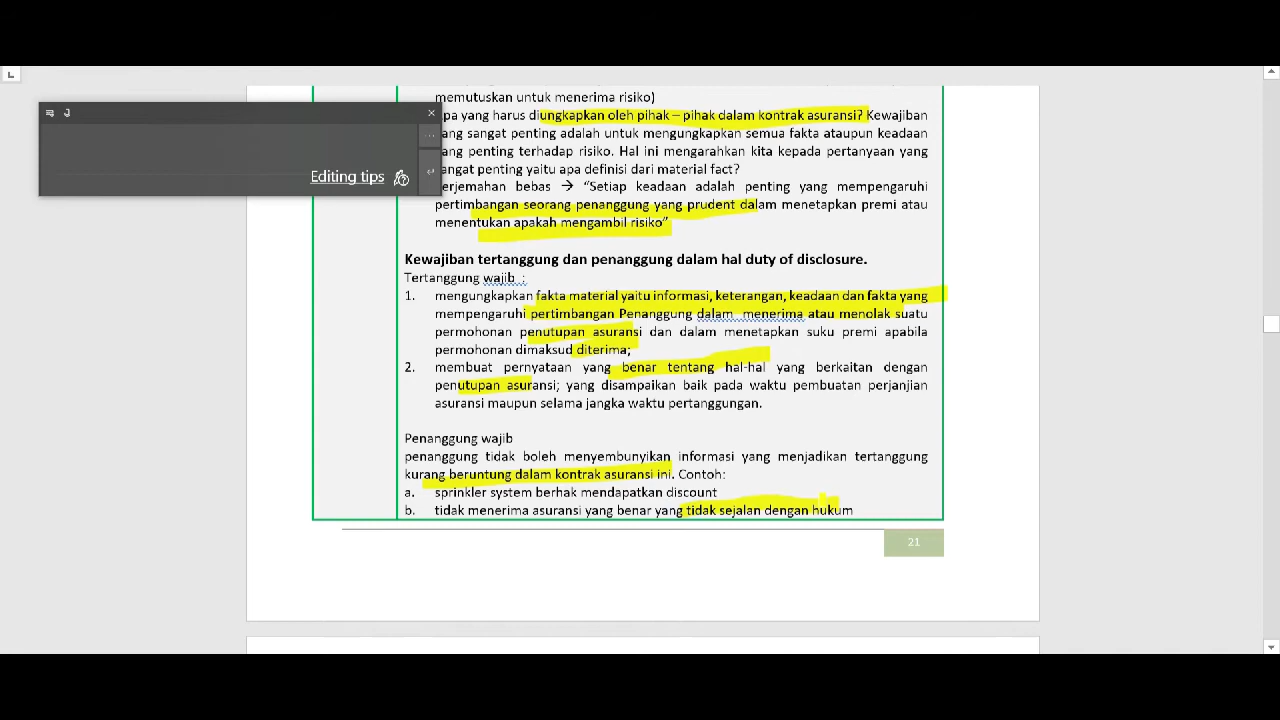 memutuskan untuk menerima risiko)
pa yang harus diungkapkan oleh pihak – pihak dalam kontrak asuransi? Kewajiban
ang sangat penting adalah untuk mengungkapkan semua fakta ataupun keadaan
ang penting terhadap risiko. Hal ini mengarahkan kita kepada pertanyaan yang
angat penting yaitu apa definisi dari material fact?
Editing tips
erjemahan bebas → “Setiap keadaan adalah penting yang mempengaruhi
pertimbangan seorang penanggung yang prudent dalam menetapkan premi atau
menentukan apakah mengambil risiko”
Kewajiban tertanggung dan penanggung dalam hal duty of disclosure.
Tertanggung wajib :
1. mengungkapkan fakta material yaitu informasi, keterangan, keadaan dan fakta yang
mempengaruhi pertimbangan Penanggung dalam menerima atau menolak suatu
permohonan penutupan asuransi dan dalam menetapkan suku premi apabila
permohonan dimaksud diterima;
2. membuat pernyataan yang benar tentang hal-hal yang berkaitan dengan
penutupan asuransi; yang disampaikan baik pada waktu pembuatan perjanjian
asuransi maupun selama jangka waktu pertanggungan.
Penanggung wajib
penanggung tidak boleh menyembunyikan informasi yang menjadikan tertanggung
kurang beruntung dalam kontrak asuransi ini. Contoh:
a. sprinkler system berhak mendapatkan discount
b. tidak menerima asuransi yang benar yang tidak sejalan dengan hukum
21